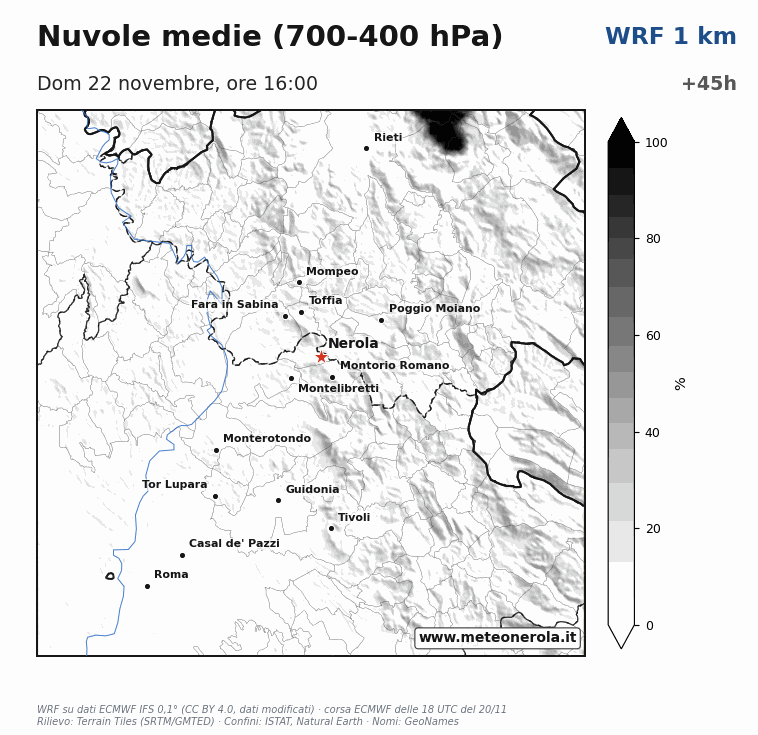 Nuvole medie (700-400 hPa)
WRF 1 km
Dom 22 novembre, ore 16:00
+45h
Rieti
Mompeo
Fara in Sabina
Toffia
Poggio Moiano
Nerola
Montorio Romano
Montelibretti
Monterotondo
Tor Lupara
Guidonia
Tivoli
Casal de' Pazzi
Roma
www.meteonerola.it
100
80
60
40
20
0
%
WRF su dati ECMWF IFS 0,1° (CC BY 4.0, dati modificati) · corsa ECMWF delle 18 UTC del 20/11
Rilievo: Terrain Tiles (SRTM/GMTED) · Confini: ISTAT, Natural Earth · Nomi: GeoNames